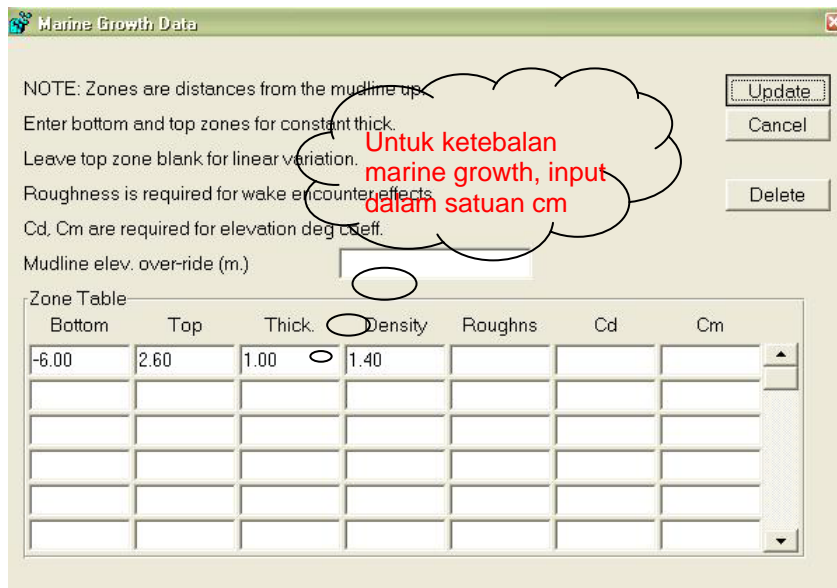 Marine Growth Data
NOTE: Zones are distances from the mudline up.
Enter bottom and top zones for constant thick.
Leave top zone blank for linear variation.
Roughness is required for wake encounter effects
Cd, Cm are required for elevation deg coeff.
Mudline elev. over-ride (m.)
Update
Cancel
Delete
Untuk ketebalan
marine growth, input
dalam satuan cm
Zone Table
Bottom Top Thick. Density Roughns Cd Cm
-6.00 2.60 1.00 1.40